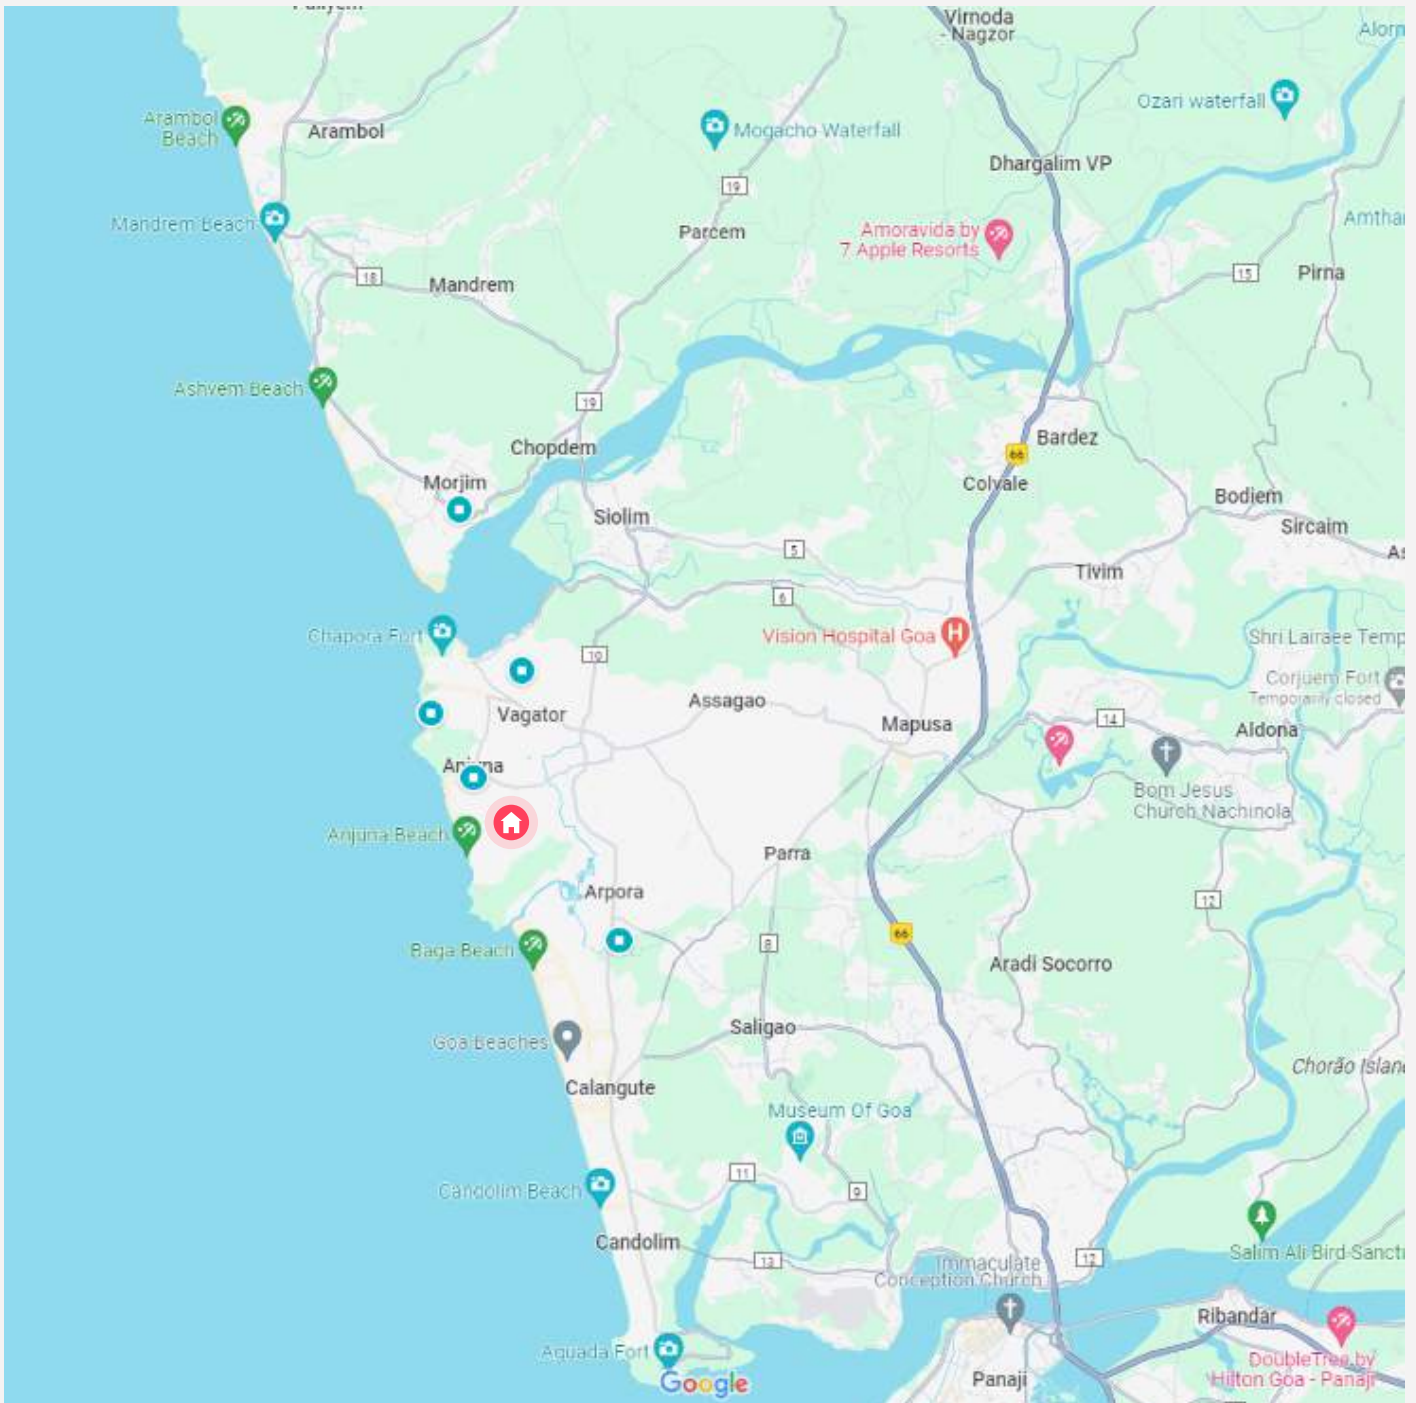 Virnoda
- Nagzor
Arambol
Beach
Arambol
Mogacho Waterfall
Ozari waterfall
Dhargalim VP
19
Mandrem Beach
Parcem
Amoravida by
7 Apple Resorts
Pirna
15
18
Mandrem
Ashvem Beach
19
Chopdem
Bardez
66
Colvale
Morjim
Siolim
Bodiem
Sircaim
5
Tivim
6
Chapora Fort
Vision Hospital Goa
Shri Lairaee Temp
10
Corjuem Fort
Temporarily closed
Assagao
Vagator
Mapusa
14
Aldona
Bom Jesus
Church Nachinola
Anjuna Beach
Parra
Arpora
12
66
8
Baga Beach
Aradi Socorro
Saligao
Goa Beaches
Calangute
Chorão Islan
Museum Of Goa
11
9
Candolim Beach
Candolim
13
12
Immaculate
Conception Church
Salim Ali Bird Sanct
Ribandar
Aguada Fort
Google
Panaji
DoubleTree by
Hilton Goa - Panaji